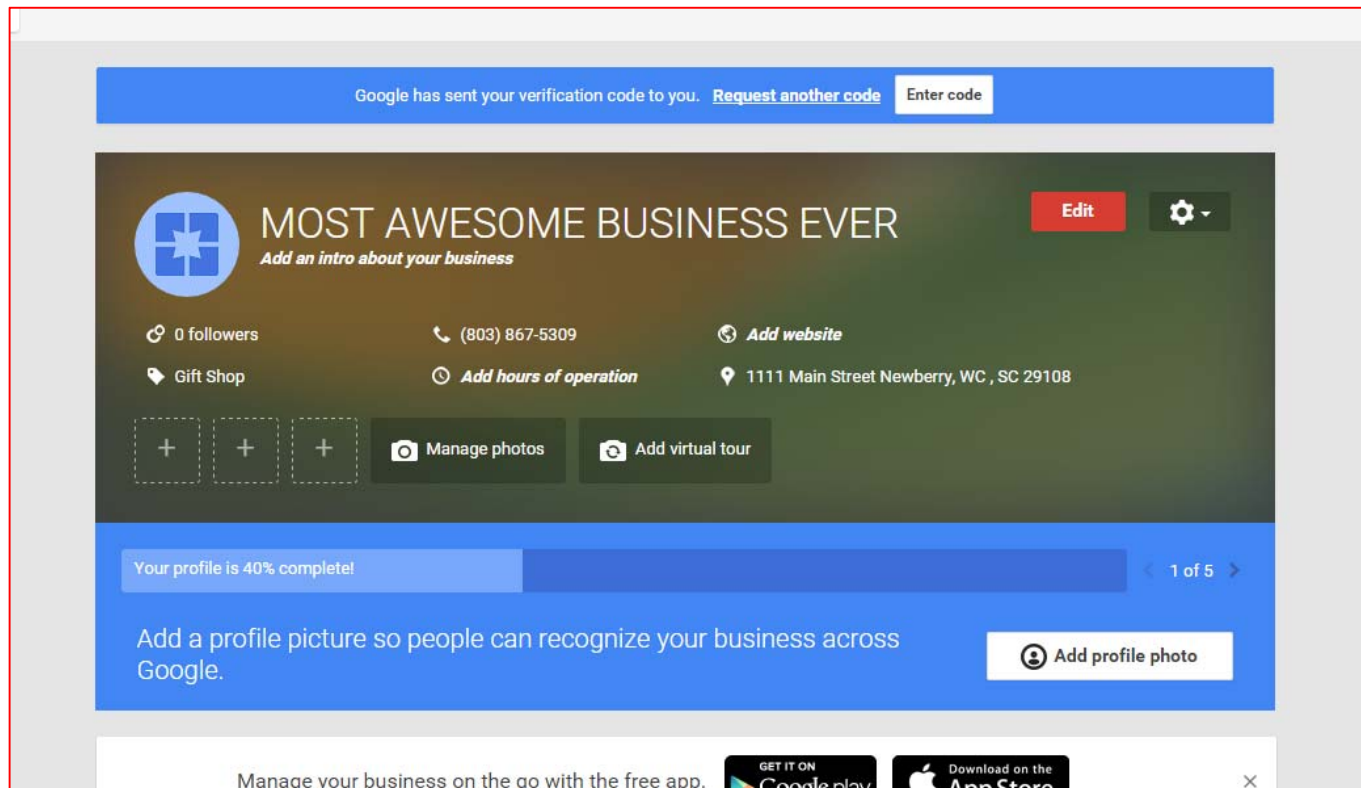 Google has sent your verification code to you. Request another code Enter code
MOST AWESOME BUSINESS EVER
Edit
Add an intro about your business
0 followers (803) 867-5309 Add website
Gift Shop Add hours of operation 1111 Main Street Newberry, WC , SC 29108
+ + + Manage photos Add virtual tour
Your profile is 40% complete! 1 of 5
Add a profile picture so people can recognize your business across
Google.
Add profile photo
Manage your business on the go with the free app.
GET IT ON
Google play
Download on the
App Store